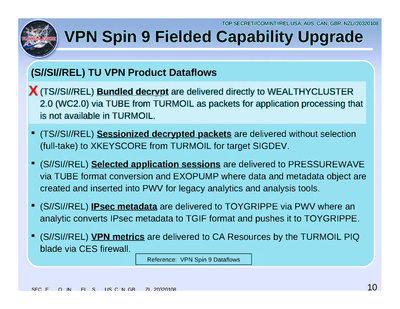 TOP SECRET//COMINT//REL USA, AUS, CAN, GBR, NZL//20320108
VPN Spin 9 Fielded Capability Upgrade
(S//SI//REL) TU VPN Product Dataflows
X (TS//SI//REL) Bundled decrypt are delivered directly to WEALTHYCLUSTER
2.0 (WC2.0) via TUBE from TURMOIL as packets for application processing that
is not available in TURMOIL.
▪ (TS//SI//REL) Sessionized decrypted packets are delivered without selection
(full-take) to XKEYSCORE from TURMOIL for target SIGDEV.
▪ (S//SI//REL) Selected application sessions are delivered to PRESSUREWAVE
via TUBE format conversion and EXOPUMP where data and metadata object are
created and inserted into PWV for legacy analytics and analysis tools.
▪ (S//SI//REL) IPsec metadata are delivered to TOYGRIPPE via PWV where an
analytic converts IPsec metadata to TGIF format and pushes it to TOYGRIPPE.
▪ (S//SI//REL) VPN metrics are delivered to CA Resources by the TURMOIL PIQ
blade via CES firewall.
Reference: VPN Spin 9 Dataflows
10